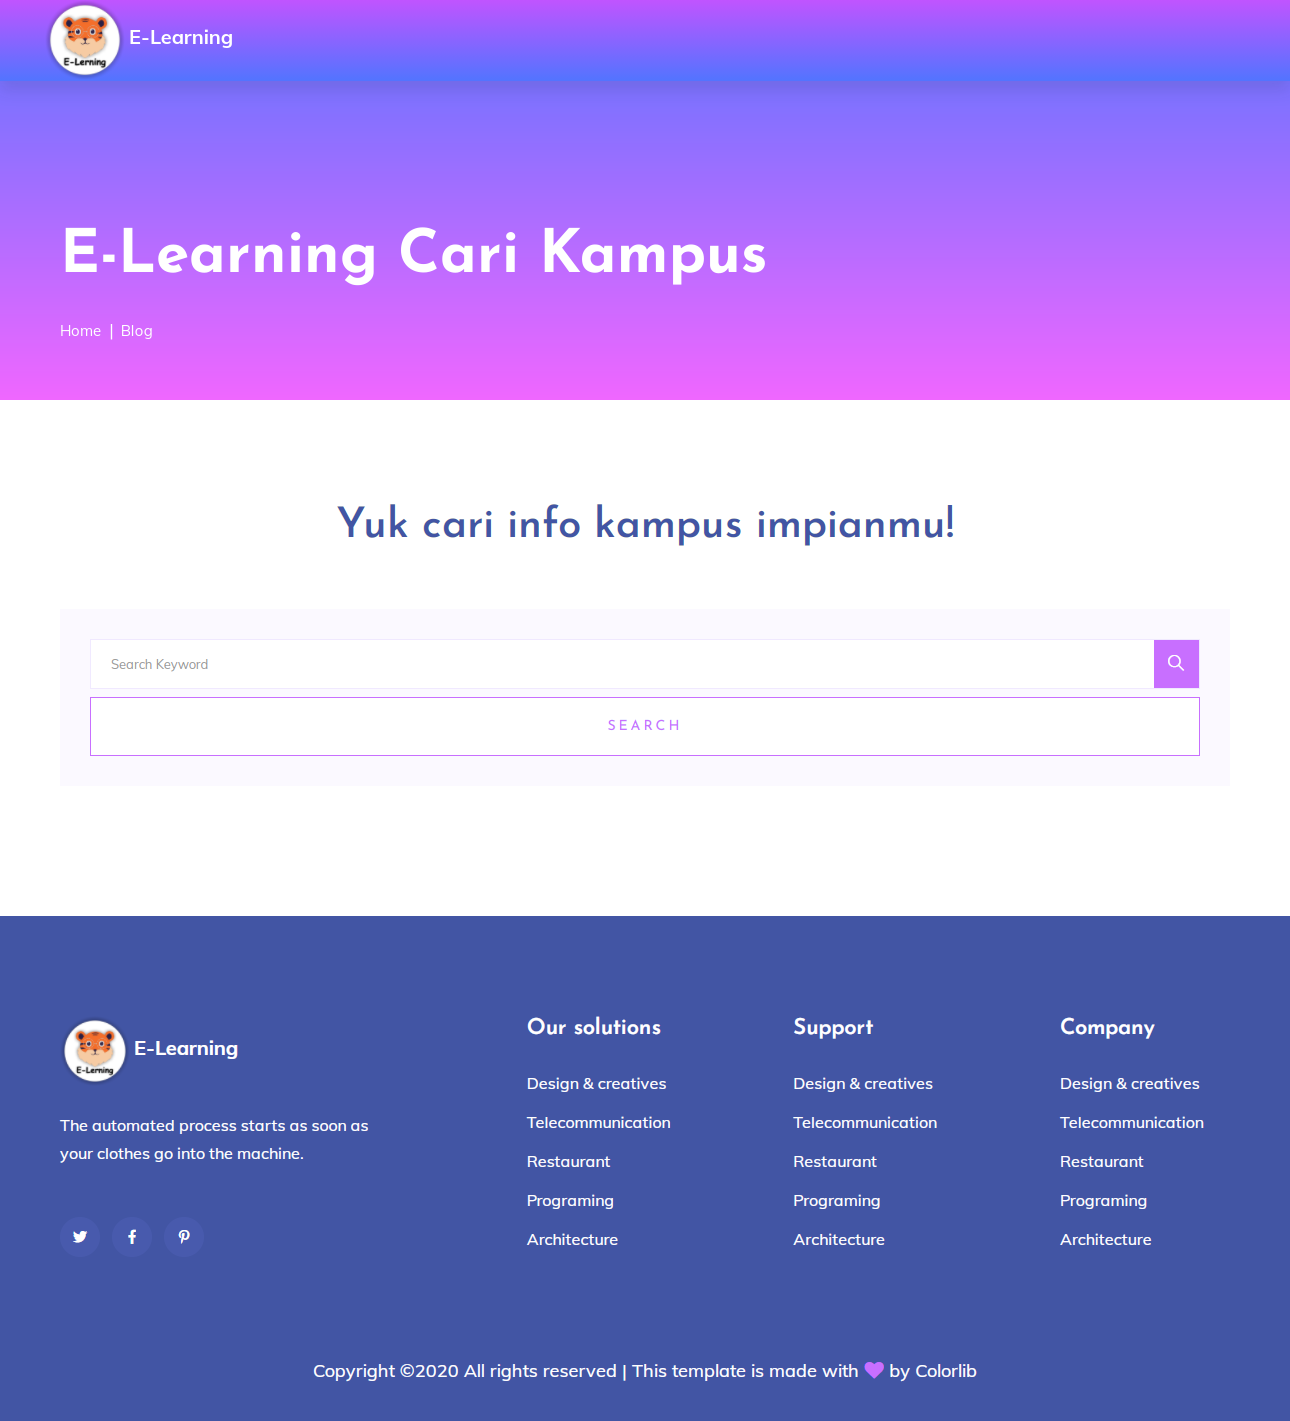 E-Lerning
E-Learning
E-Learning Cari Kampus
Home | Blog
Yuk cari info kampus impianmu!
Search Keyword
SEARCH
E-Lerning
E-Learning
The automated process starts as soon as
your clothes go into the machine.
Our solutions
Design & creatives
Telecommunication
Restaurant
Programing
Architecture
Support
Design & creatives
Telecommunication
Restaurant
Programing
Architecture
Company
Design & creatives
Telecommunication
Restaurant
Programing
Architecture
Copyright ©2020 All rights reserved | This template is made with ♥ by Colorlib